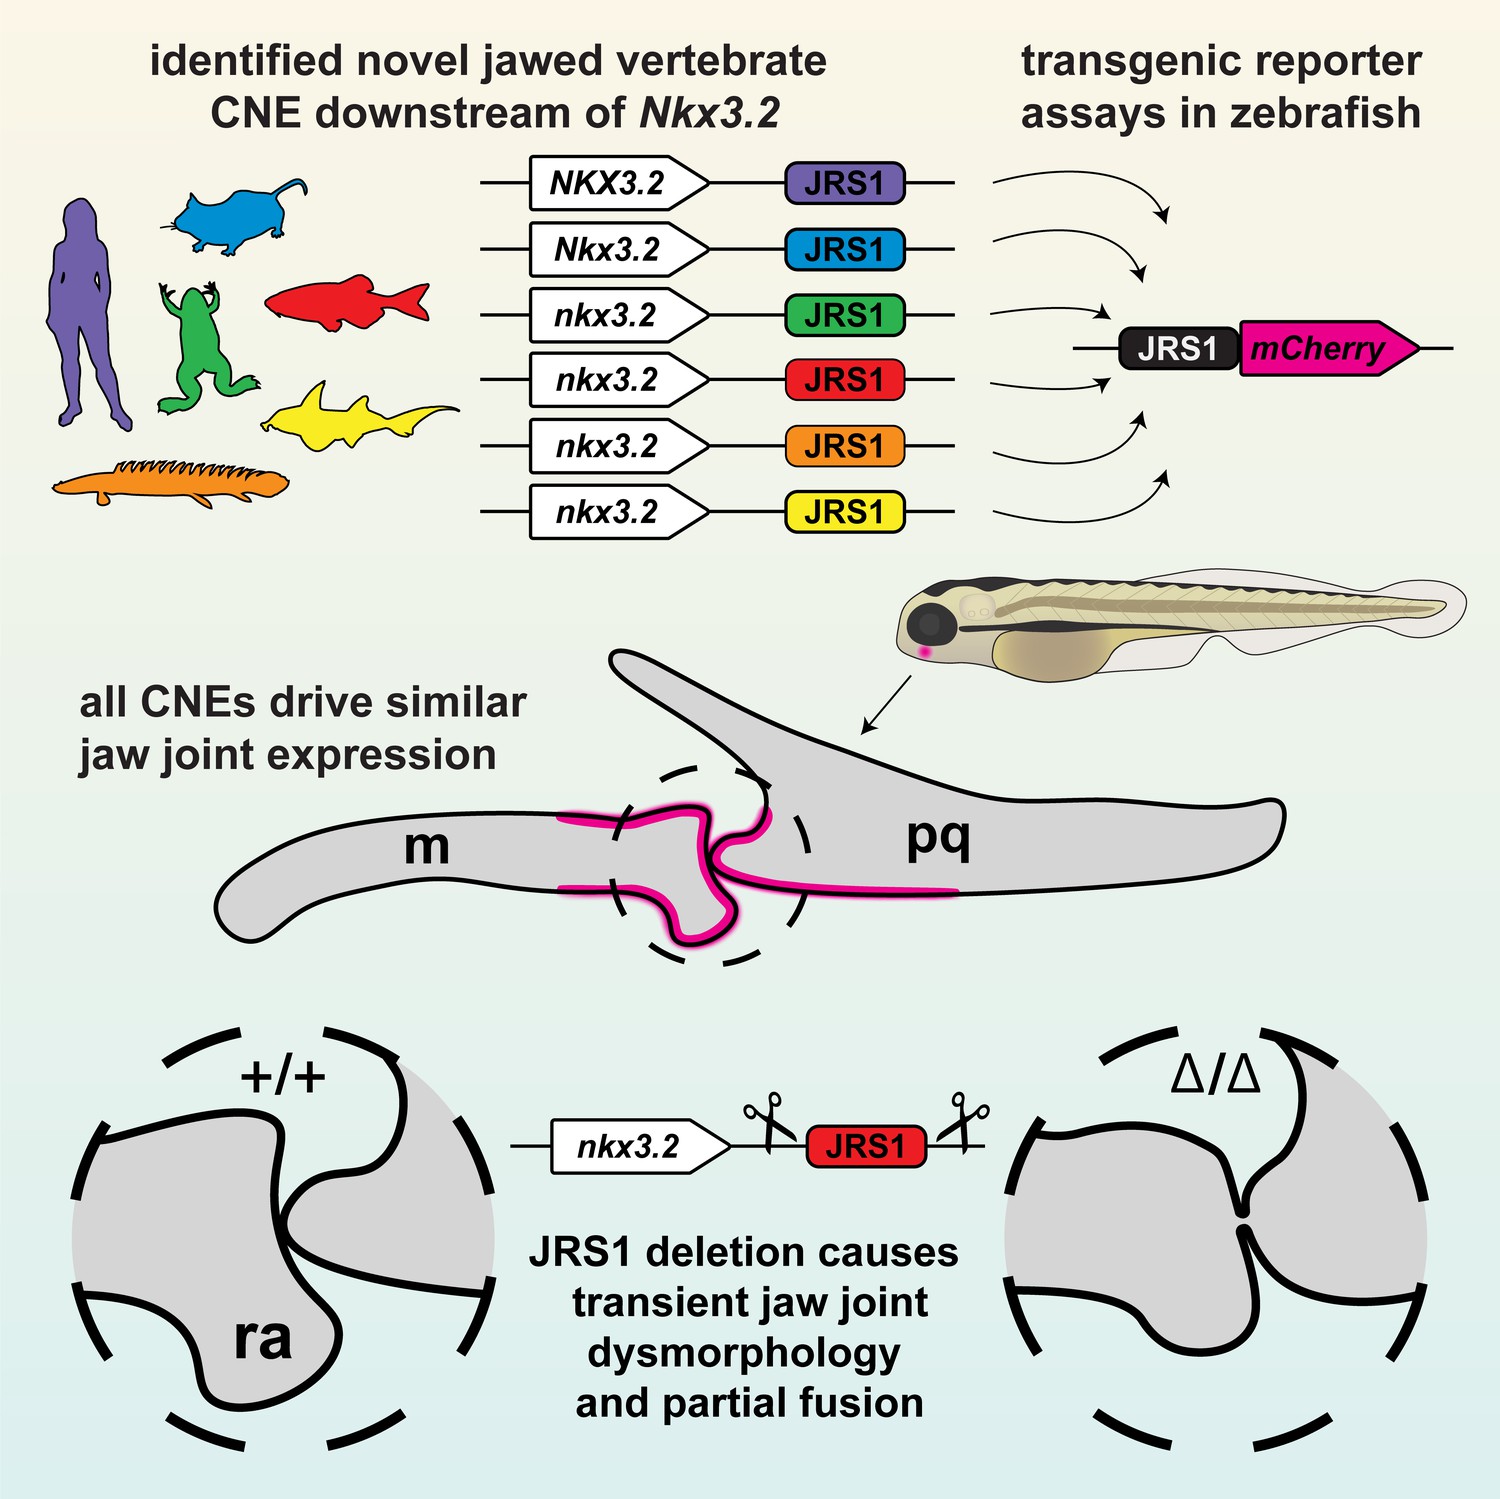 identified novel jawed vertebrate
CNE downstream of Nkx3.2
transgenic reporter
assays in zebrafish
NKX3.2 JRS1
Nkx3.2 JRS1
nkx3.2 JRS1
nkx3.2 JRS1
nkx3.2 JRS1
nkx3.2 JRS1
JRS1 mCherry
all CNEs drive similar
jaw joint expression
m
pq
+/+
ra
nkx3.2 JRS1
JRS1 deletion causes
transient jaw joint
dysmorphology
and partial fusion
Δ/Δ